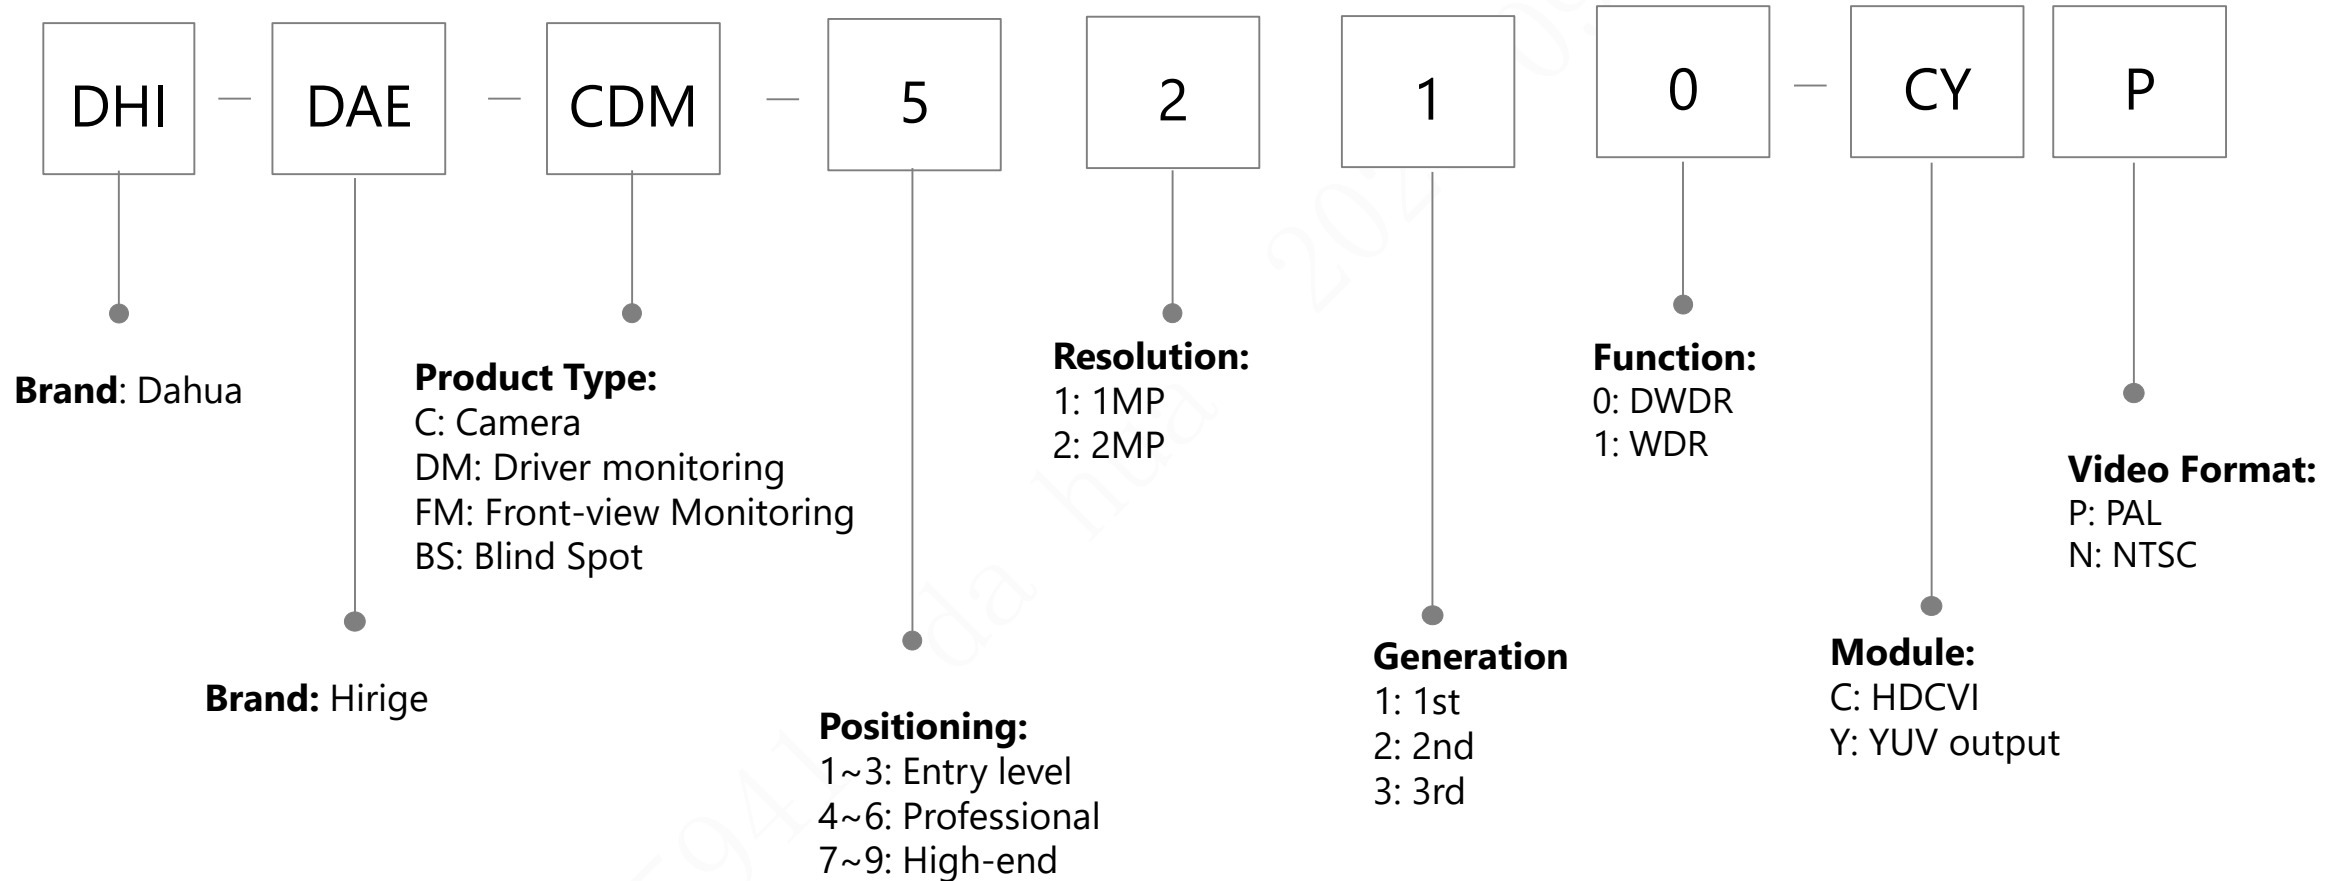 DHI — DAE — CDM — 5 2 1 0 — CY P
Brand: Dahua
Product Type:
C: Camera
DM: Driver monitoring
FM: Front-view Monitoring
BS: Blind Spot
Resolution:
1: 1MP
2: 2MP
Function:
0: DWDR
1: WDR
Video Format:
P: PAL
N: NTSC
Brand: Hirige
Positioning:
1~3: Entry level
4~6: Professional
7~9: High-end
Generation
1: 1st
2: 2nd
3: 3rd
Module:
C: HDCVI
Y: YUV output
da hua